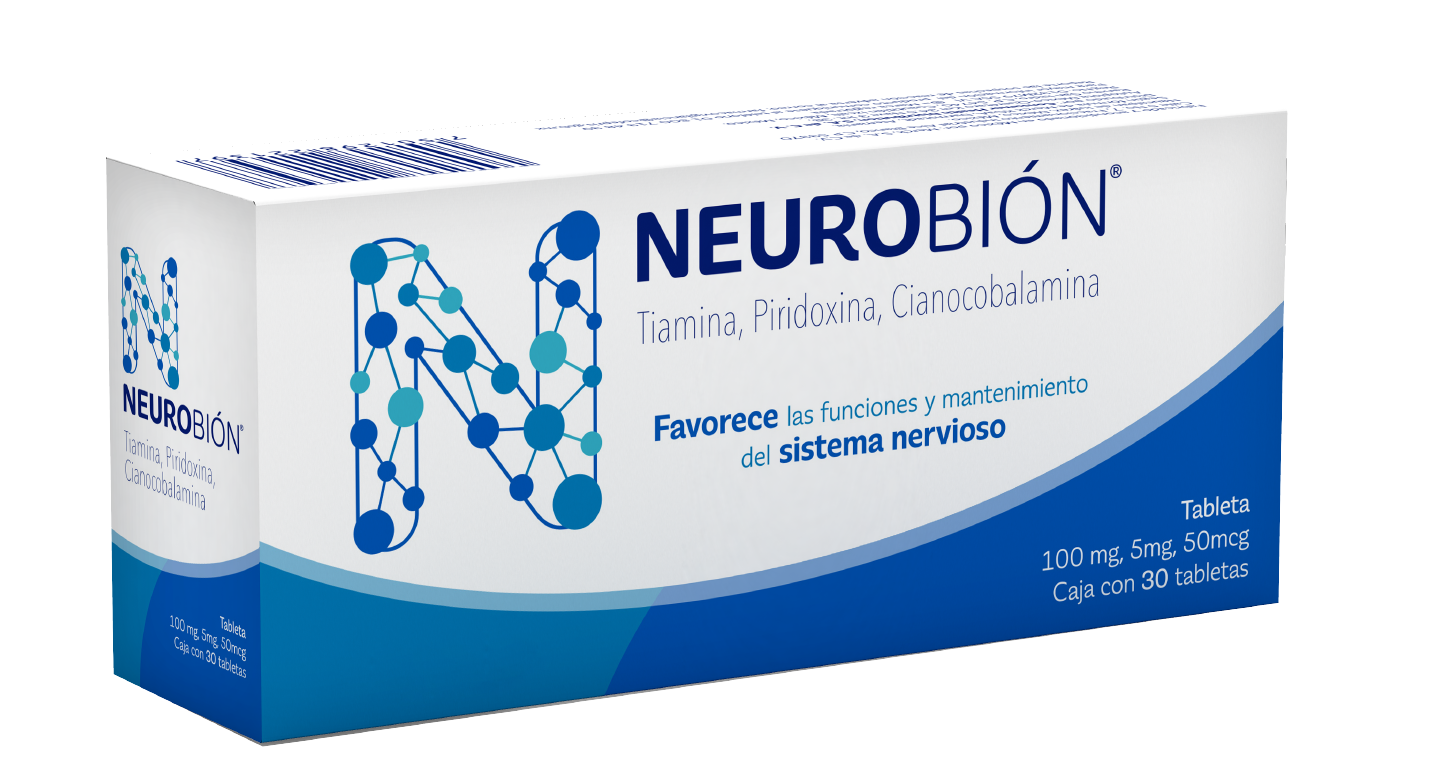 NEUROBIÓN®
Tiamina, Piridoxina, Cianocobalamina
Favorece las funciones y mantenimiento
del sistema nervioso
Tableta
100 mg, 5mg, 50mcg
Caja con 30 tabletas
NEUROBIÓN®
Tiamina, Piridoxina,
Cianocobalamina
Tableta
100 mg, 5mg, 50mcg
Caja con 30 tabletas